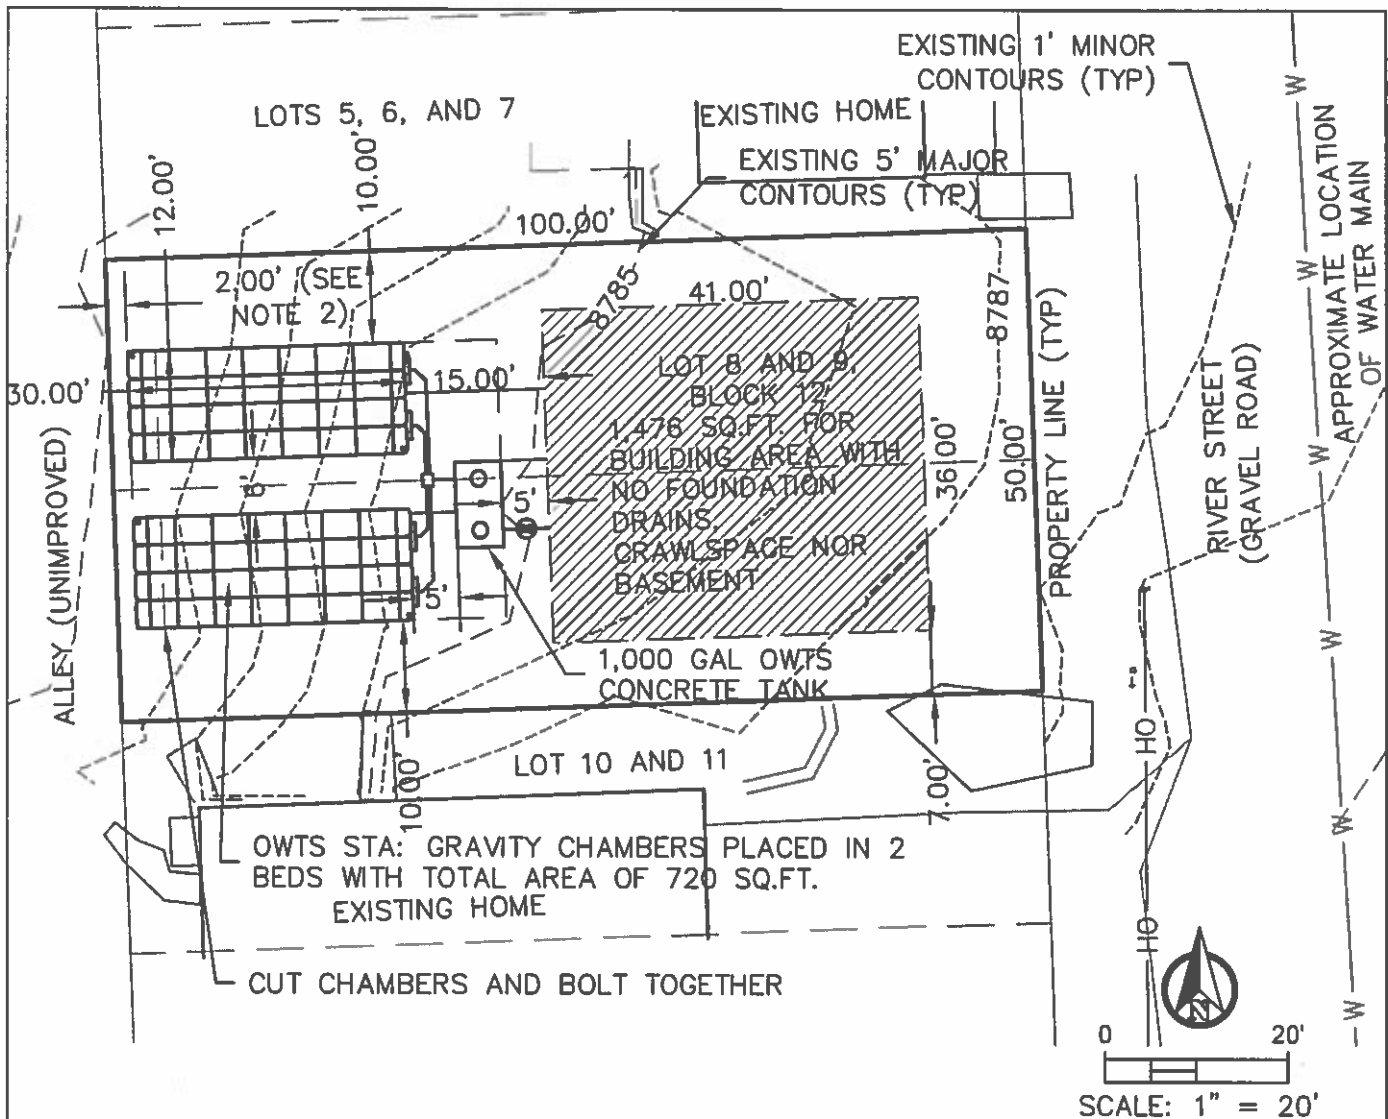 EXISTING 1' MINOR
CONTOURS (TYP)
LOTS 5, 6, AND 7
EXISTING HOME
EXISTING 5' MAJOR
CONTOURS (TYP)
12.00'
10.00'
100.00'
2.00' (SEE
NOTE 2)
8785
41.00'
8787
30.00'
15.00'
LOT 8 AND 9,
BLOCK 12
1,476 SQ.FT. FOR
BUILDING AREA WITH
NO FOUNDATION
DRAINS,
CRAWLSPACE NOR
BASEMENT
36.00'
50.00'
PROPERTY LINE (TYP)
RIVER STREET
(GRAVEL ROAD)
APPROXIMATE LOCATION
OF WATER MAIN
W
W
W
W
W
W
W
ALLEY (UNIMPROVED)
6'
5'
5'
1,000 GAL OWTS
CONCRETE TANK
LOT 10 AND 11
10.00'
7.00'
OH
OH
OWTS STA: GRAVITY CHAMBERS PLACED IN 2
BEDS WITH TOTAL AREA OF 720 SQ.FT.
EXISTING HOME
CUT CHAMBERS AND BOLT TOGETHER
N
0 20'
SCALE: 1" = 20'